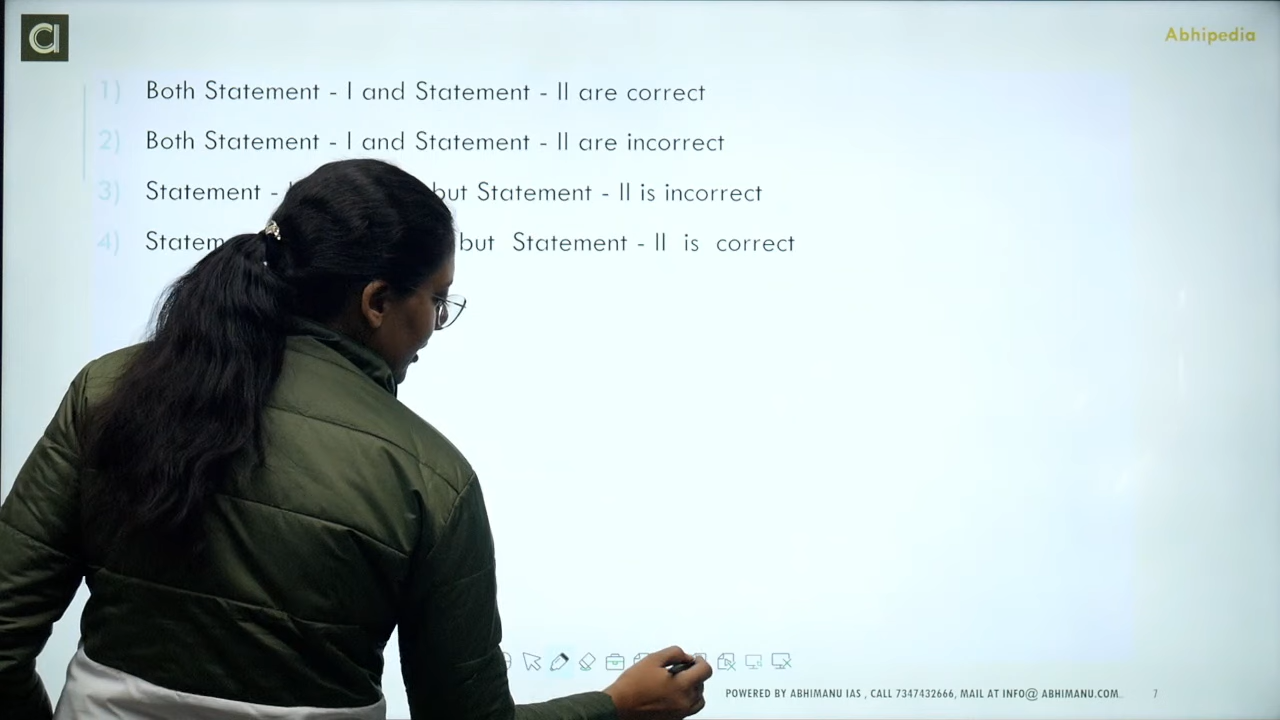 Abhipedia
1) Both Statement - I and Statement - II are correct
2) Both Statement - I and Statement - II are incorrect
3) Statement - but Statement - II is incorrect
4) but Statement - II is correct
POWERED BY ABHIMANU IAS , CALL 7347432666, MAIL AT INFO@ ABHIMANU.COM.. 7